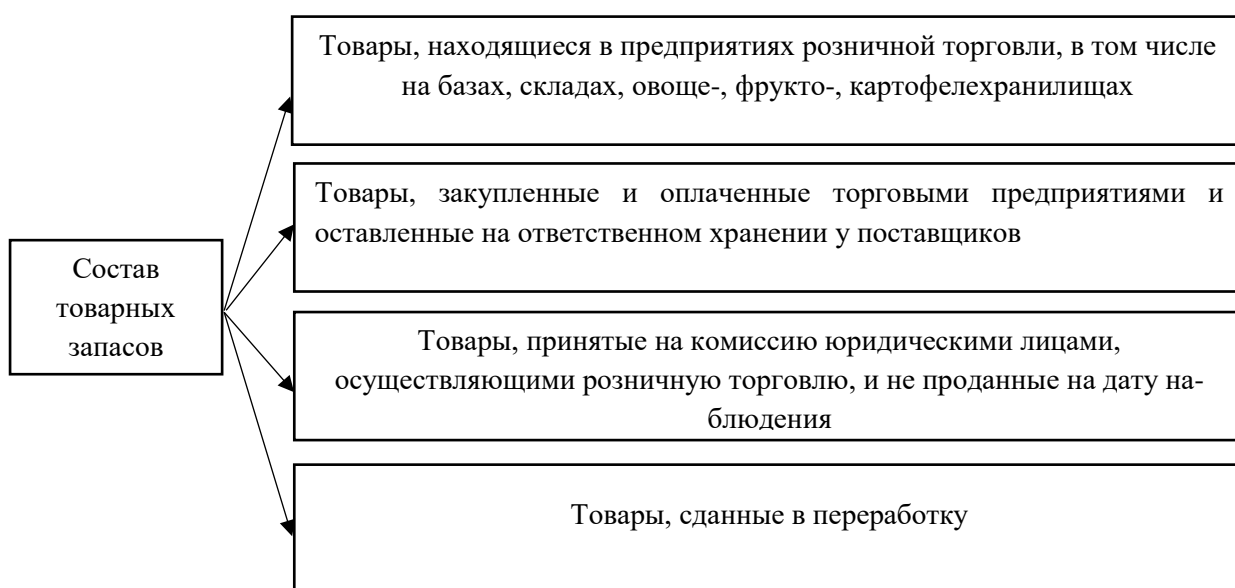 Товары, находящиеся в предприятиях розничной торговли, в том числе
на базах, складах, овоще-, фрукто-, картофелехранилищах
Товары, закупленные и оплаченные торговыми предприятиями и
оставленные на ответственном хранении у поставщиков
Состав
товарных
запасов
Товары, принятые на комиссию юридическими лицами,
осуществляющими розничную торговлю, и не проданные на дату на-
блюдения
Товары, сданные в переработку